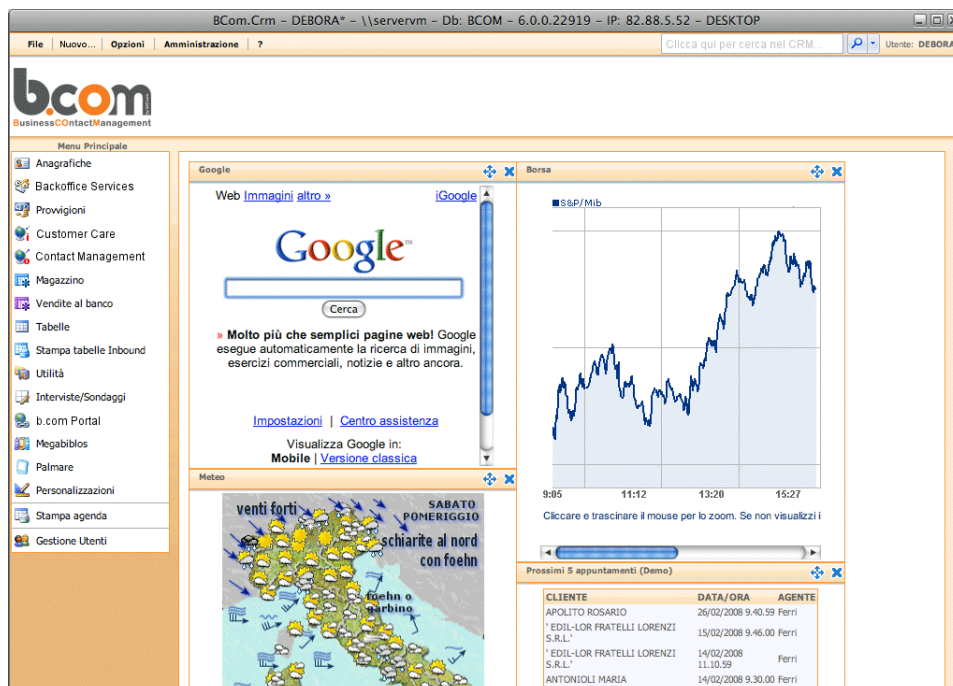 BCom.Crm - DEBORA* - \\servervm - Db: BCOM - 6.0.0.22919 - IP: 82.88.5.52 - DESKTOP
File Nuovo... Opzioni Amministrazione ?
Clicca qui per cerca nel CRM...
Utente: DEBORA
b.com
BusinessCOntactManagement
Menu Principale
Anagrafiche
Backoffice Services
Provvigioni
Customer Care
Contact Management
Magazzino
Vendite al banco
Tabelle
Stampa tabelle Inbound
Utilità
Interviste/Sondaggi
b.com Portal
Megabiblos
Palmare
Personalizzazioni
Stampa agenda
Gestione Utenti
Google
Web Immagini altro » iGoogle
Google™
Cerca
» Molto più che semplici pagine web! Google
esegue automaticamente la ricerca di immagini,
esercizi commerciali, notizie e altro ancora.
Impostazioni | Centro assistenza
Visualizza Google in:
Mobile | Versione classica
Meteo
venti forti
SABATO
POMERIGGIO
schiarite al nord
con foehn
foehn o
garbino
Borsa
S&P/Mib
9:05 11:12 13:20 15:27
Cliccare e trascinare il mouse per lo zoom. Se non visualizzi i
Prossimi 5 appuntamenti (Demo)
CLIENTE DATA/ORA AGENTE
APOLITO ROSARIO 26/02/2008 9.40.59 Ferri
' EDIL-LOR FRATELLI LORENZI
S.R.L.' 15/02/2008 9.46.00 Ferri
' EDIL-LOR FRATELLI LORENZI
S.R.L.' 14/02/2008
11.10.59 Ferri
ANTONIOLI MARIA 14/02/2008 9.30.00 Ferri